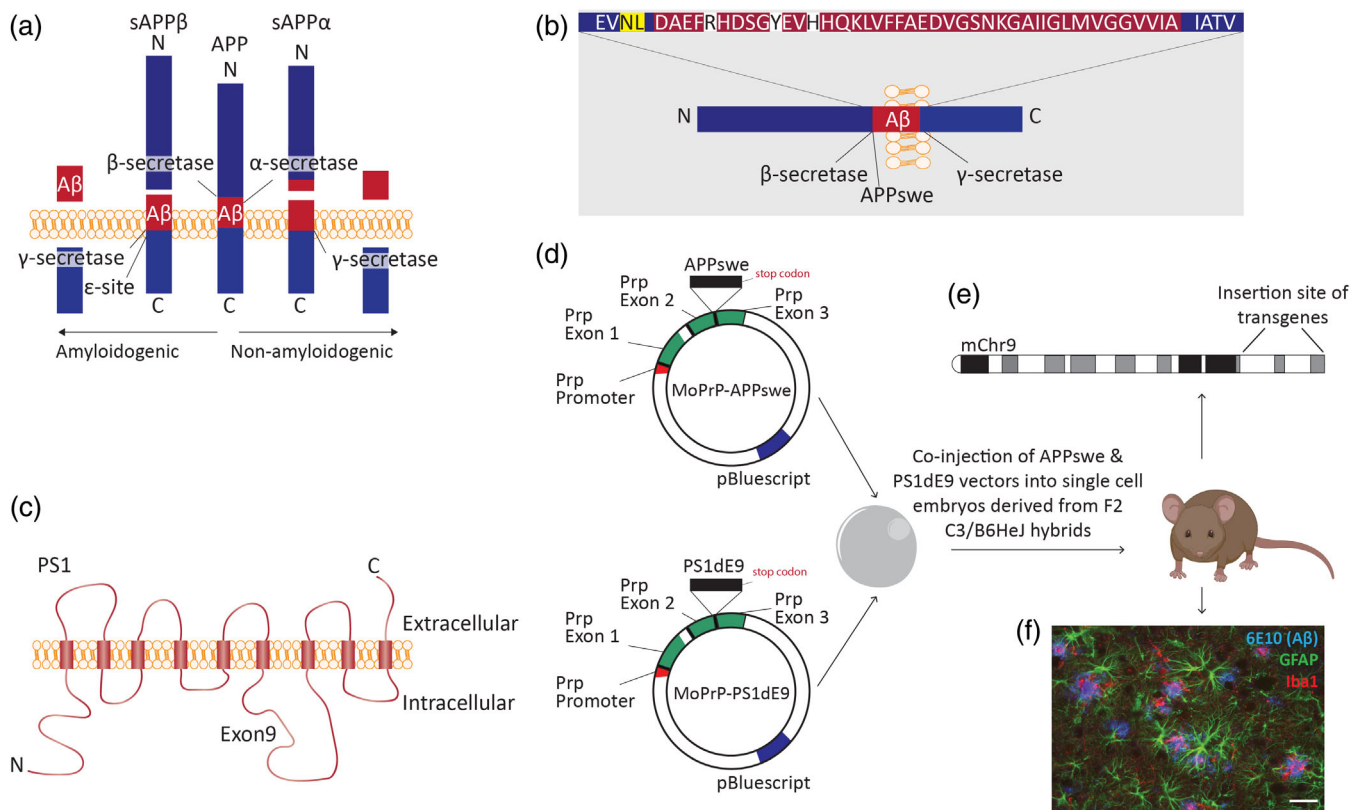 (a)
sAPPβ
N
APP
N
sAPPα
N
β-secretase
α-secretase
Aβ
Aβ
Aβ
γ-secretase
ε-site
γ-secretase
C
C
C
Amyloidogenic
Non-amyloidogenic
(b)
EVNLDAEFRHDSGYEVHHQKLVFFAEDVGSNKGAIIGLMVGGVVIA IATV
N
Aβ
C
β-secretase
APPswe
γ-secretase
(c)
PS1
C
Extracellular
Intracellular
Exon9
N
(d)
APPswe
stop codon
Prp
Exon 2
Prp
Exon 3
Prp
Exon 1
Prp
Promoter
MoPrP-APPswe
pBluescript
PS1dE9
stop codon
Prp
Exon 2
Prp
Exon 3
Prp
Exon 1
Prp
Promoter
MoPrP-PS1dE9
pBluescript
Co-injection of APPswe &
PS1dE9 vectors into single cell
embryos derived from F2
C3/B6HeJ hybrids
(e)
Insertion site of
transgenes
mChr9
(f)
6E10 (Aβ)
GFAP
Iba1